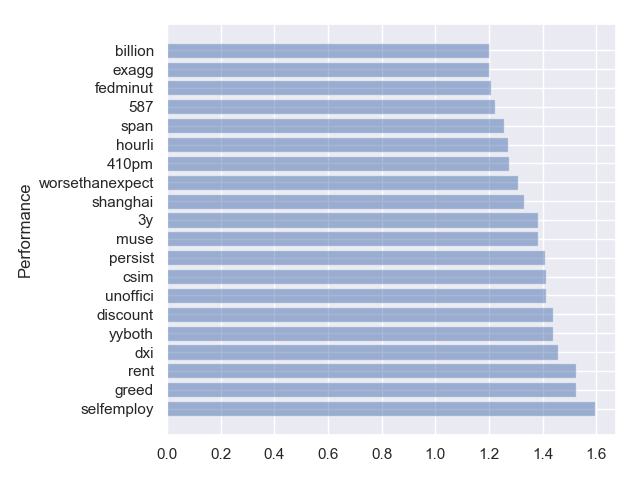 billion
exagg
fedminut
587
span
hourli
410pm
worsethanexpect
shanghai
3y
muse
persist
csim
unoffici
discount
yyboth
dxi
rent
greed
selfemploy
Performance
0.0 0.2 0.4 0.6 0.8 1.0 1.2 1.4 1.6